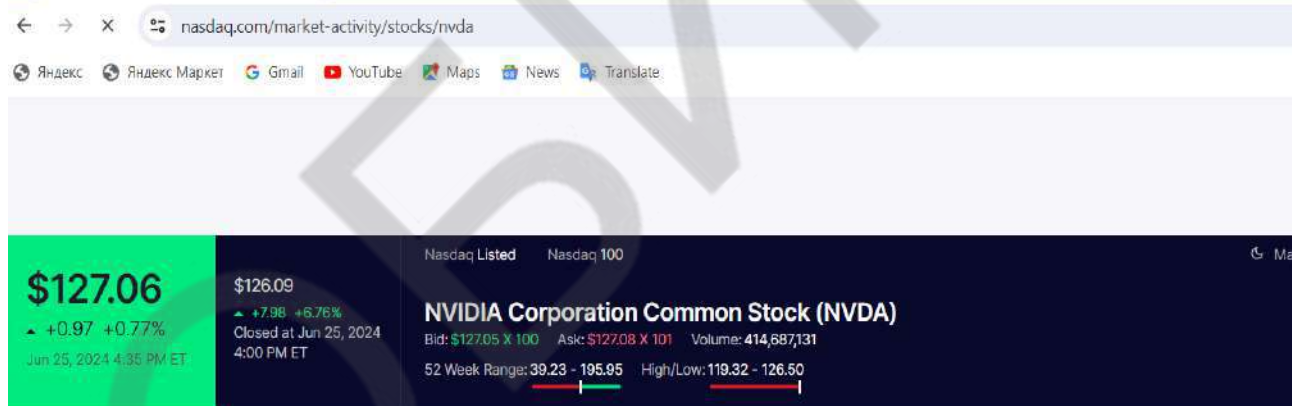 nasdaq.com/market-activity/stocks/nvda
Яндекс Яндекс Маркет Gmail YouTube Maps News Translate
Nasdaq Listed Nasdaq 100
$127.06
+0.97 +0.77%
Jun 25, 2024 4:35 PM ET
$126.09
+7.98 +6.76%
Closed at Jun 25, 2024
4:00 PM ET
NVIDIA Corporation Common Stock (NVDA)
Bid: $127.05 X 100 Ask: $127.08 X 101 Volume: 414,687,131
52 Week Range: 39.23 - 195.95 High/Low: 119.32 - 126.50